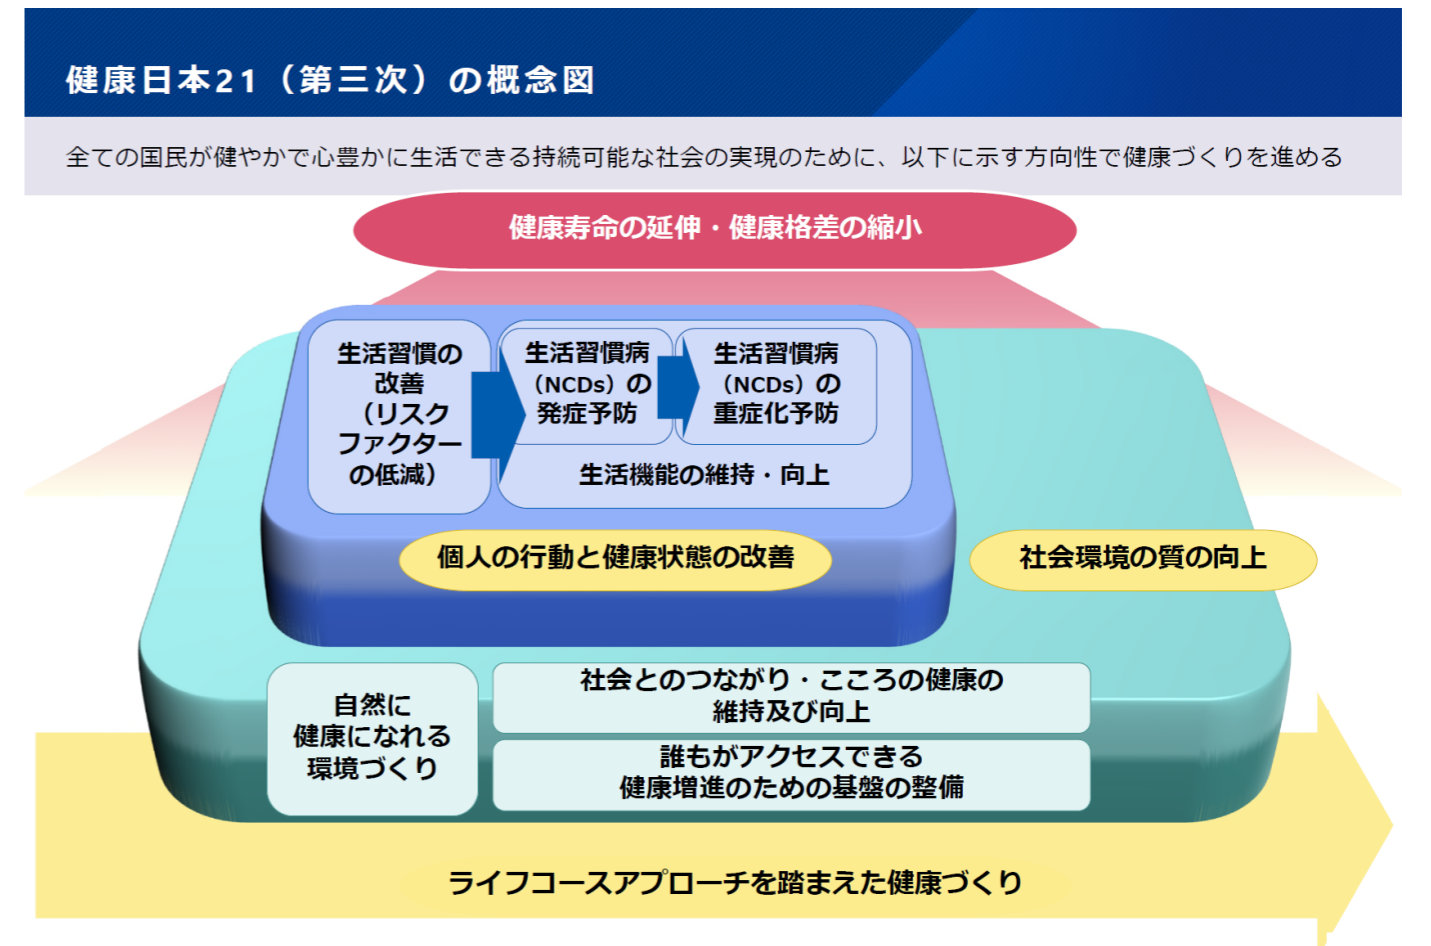 健康日本21（第三次）の概念図
全ての国民が健やかで心豊かに生活できる持続可能な社会の実現のために、以下に示す方向性で健康づくりを進める
健康寿命の延伸・健康格差の縮小
生活習慣の
改善
（リスク
ファクター
の低減）
生活習慣病
（NCDs）の
発症予防
生活習慣病
（NCDs）の
重症化予防
生活機能の維持・向上
個人の行動と健康状態の改善
社会環境の質の向上
自然に
健康になれる
環境づくり
社会とのつながり・こころの健康の
維持及び向上
誰もがアクセスできる
健康増進のための基盤の整備
ライフコースアプローチを踏まえた健康づくり